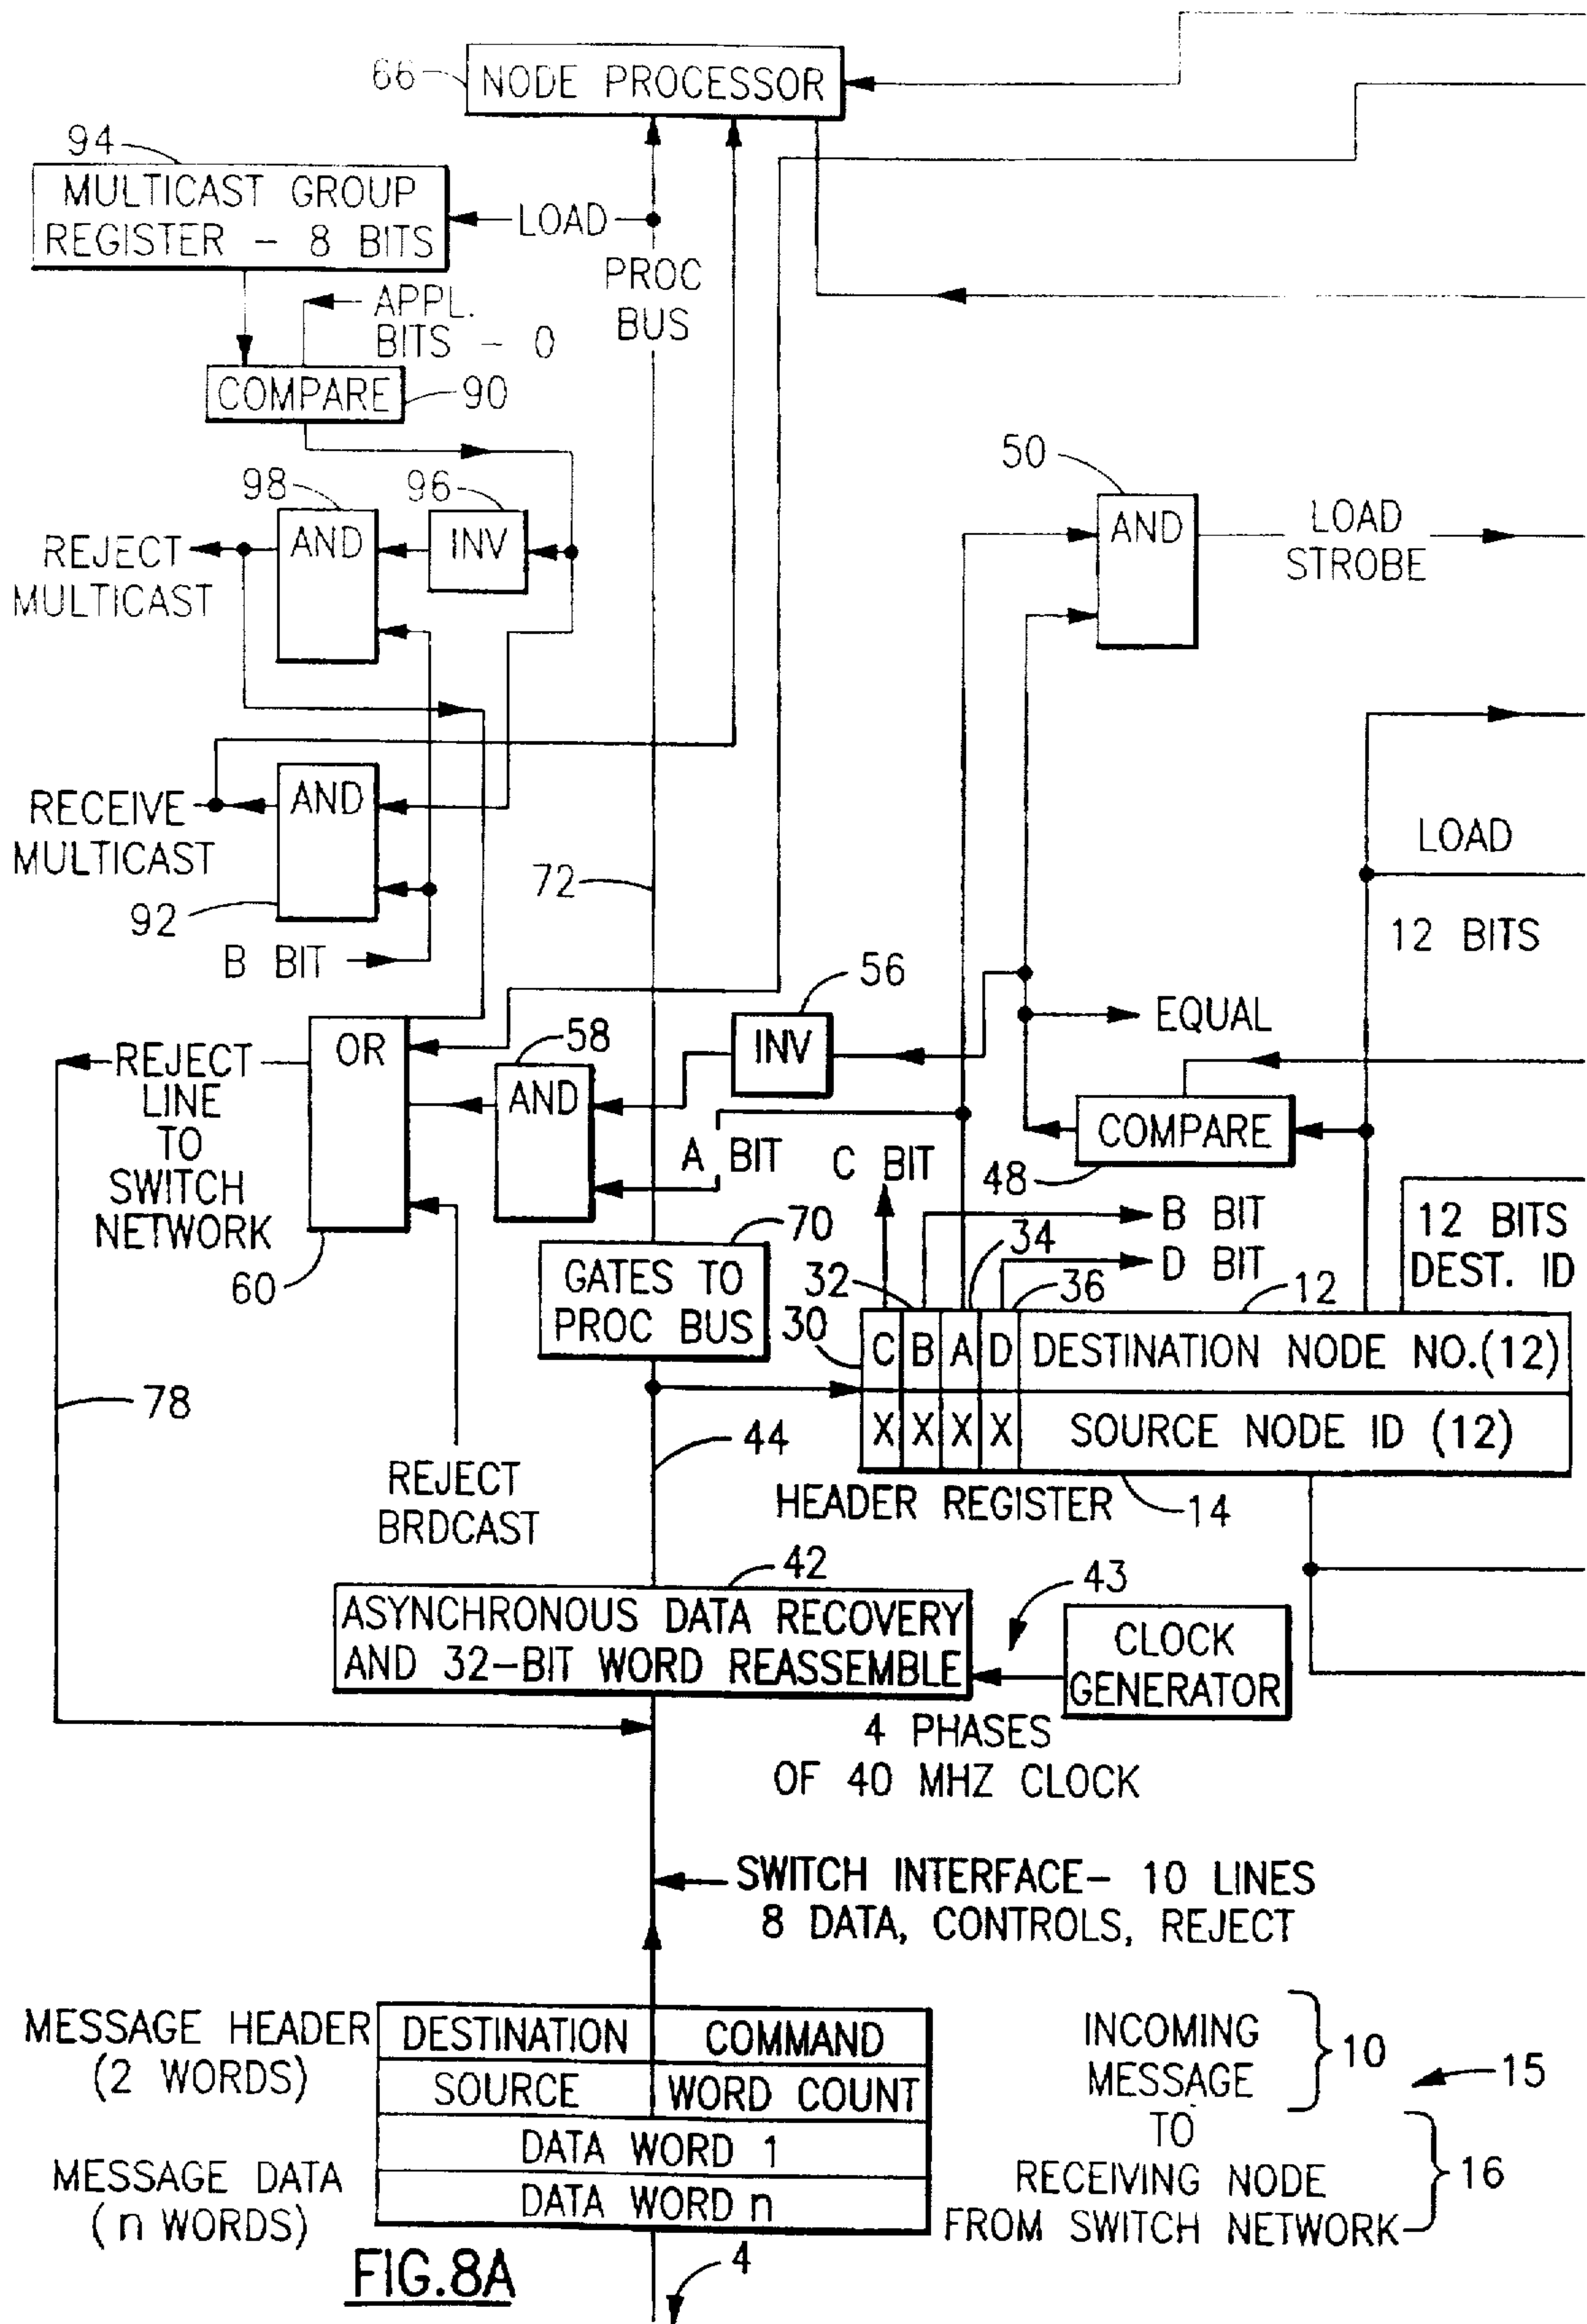 66
NODE PROCESSOR
94
MULTICAST GROUP
REGISTER - 8 BITS
LOAD
PROC
BUS
APPL.
BITS - 0
COMPARE
90
50
98
96
AND
INV
AND
LOAD
STROBE
REJECT
MULTICAST
RECEIVE
MULTICAST
AND
92
B BIT
72
LOAD
12 BITS
56
INV
EQUAL
58
OR
AND
REJECT
LINE
TO
SWITCH
NETWORK
60
A BIT
C BIT
COMPARE
48
B BIT
D BIT
12 BITS
DEST. ID
70
GATES TO
PROC BUS
34
32
36
12
30
C B A D DESTINATION NODE NO.(12)
X X X X SOURCE NODE ID (12)
78
44
REJECT
BRDCAST
HEADER REGISTER
14
42
43
ASYNCHRONOUS DATA RECOVERY
AND 32-BIT WORD REASSEMBLE
CLOCK
GENERATOR
4 PHASES
OF 40 MHZ CLOCK
SWITCH INTERFACE- 10 LINES
8 DATA, CONTROLS, REJECT
MESSAGE HEADER
(2 WORDS)
DESTINATION COMMAND
SOURCE WORD COUNT
DATA WORD 1
DATA WORD n
MESSAGE DATA
(n WORDS)
INCOMING
MESSAGE
TO
RECEIVING NODE
FROM SWITCH NETWORK
10
15
16
FIG.8A
4